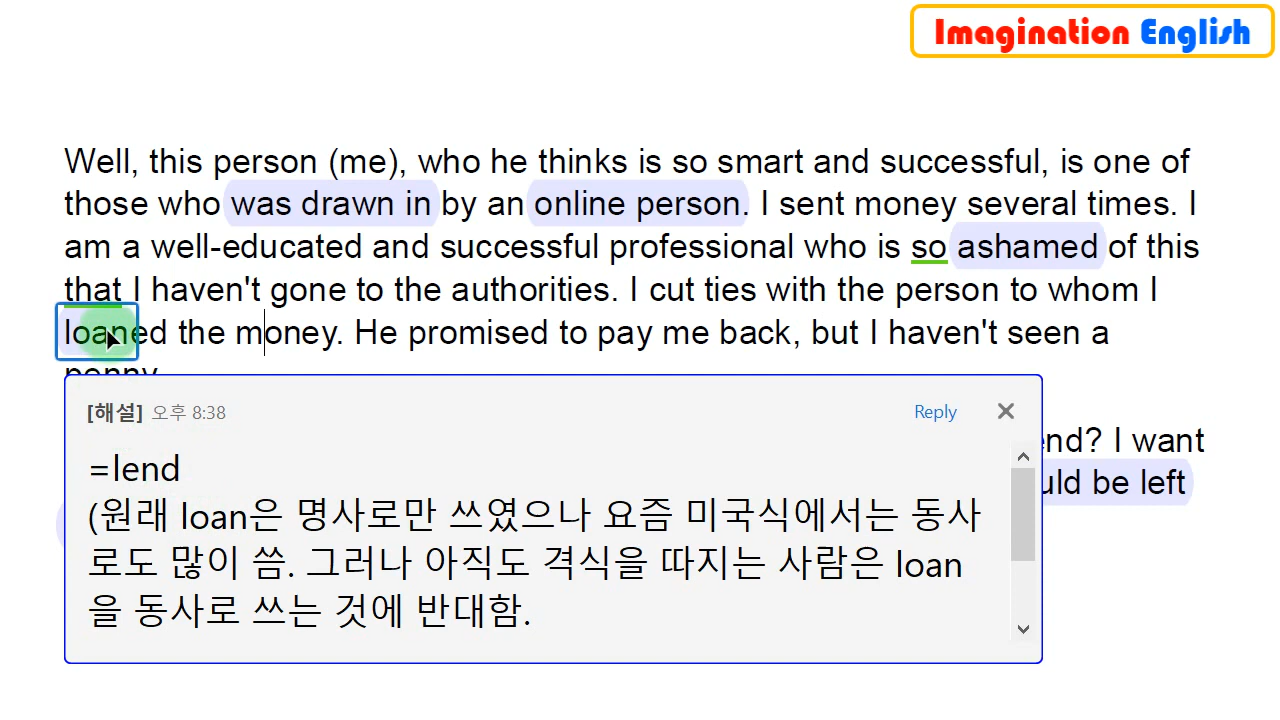 Imagination English
Well, this person (me), who he thinks is so smart and successful, is one of
those who was drawn in by an online person. I sent money several times. I
am a well-educated and successful professional who is so ashamed of this
that I haven't gone to the authorities. I cut ties with the person to whom I
loaned the money. He promised to pay me back, but I haven't seen a
penny.
[해설] 오후 8:38 Reply
end? I want
=lend
uld be left
(원래 loan은 명사로만 쓰였으나 요즘 미국식에서는 동사
로도 많이 씀. 그러나 아직도 격식을 따지는 사람은 loan
을 동사로 쓰는 것에 반대함.